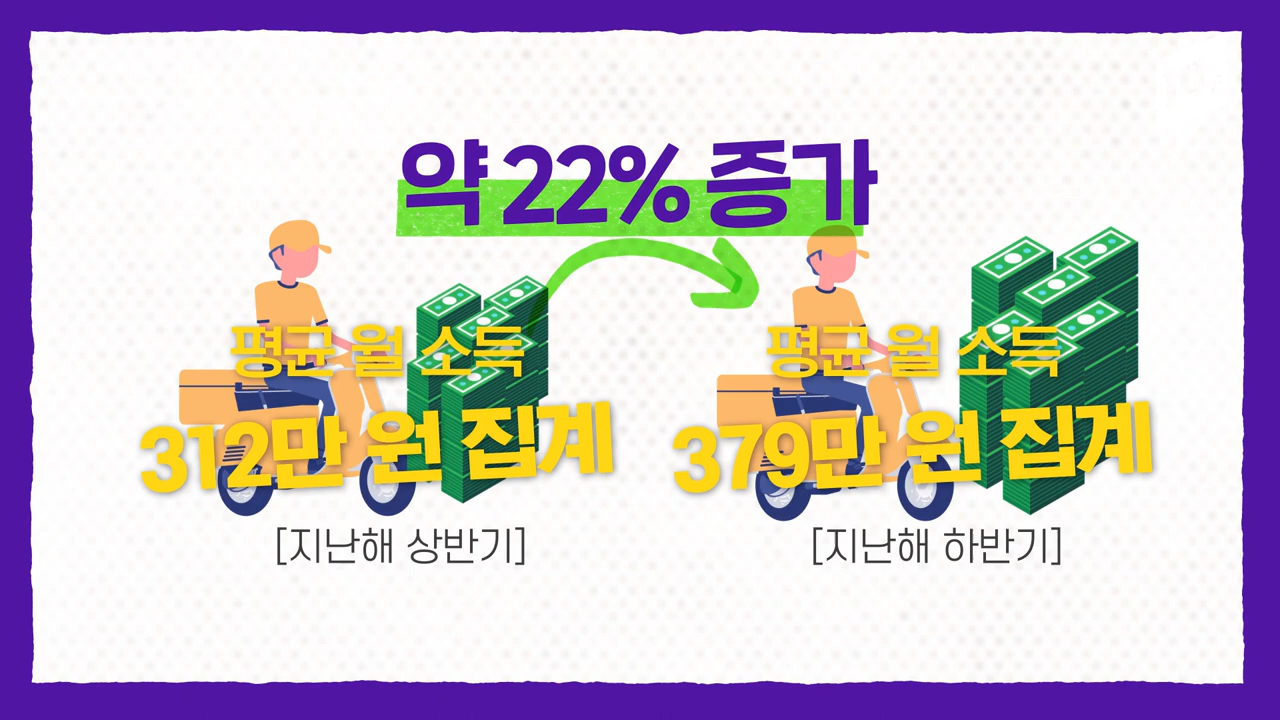 약 22% 증가
평균 월 소득
312만 원 집계
[지난해 상반기]
평균 월 소득
379만 원 집계
[지난해 하반기]